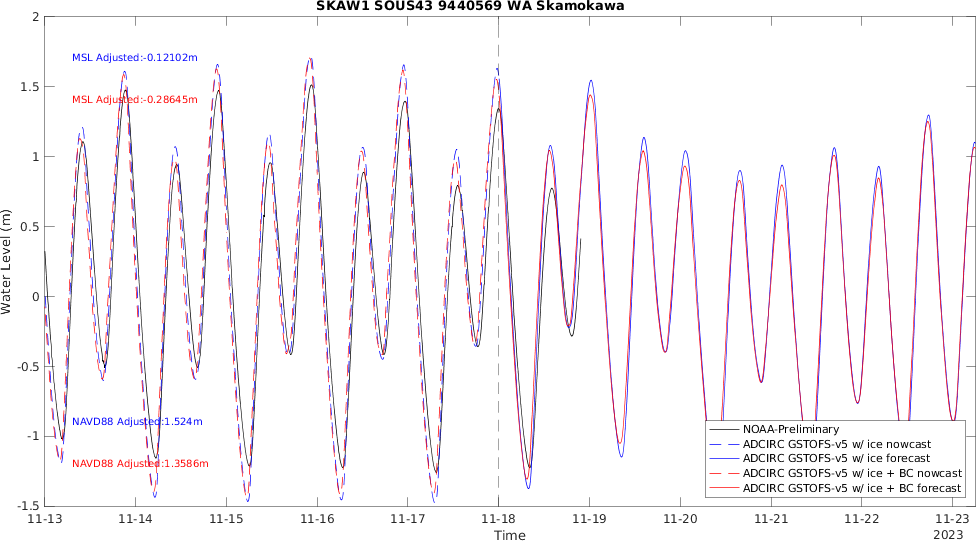 SKAW1 SOUS43 9440569 WA Skamokawa
2
1.5
1
0.5
0
-0.5
-1
-1.5
Water Level (m)
MSL Adjusted:-0.12102m
MSL Adjusted:-0.28645m
NAVD88 Adjusted:1.524m
NAVD88 Adjusted:1.3586m
NOAA-Preliminary
ADCIRC GSTOFS-v5 w/ ice nowcast
ADCIRC GSTOFS-v5 w/ ice forecast
ADCIRC GSTOFS-v5 w/ ice + BC nowcast
ADCIRC GSTOFS-v5 w/ ice + BC forecast
11-13 11-14 11-15 11-16 11-17 11-18 11-19 11-20 11-21 11-22 11-23
2023
Time